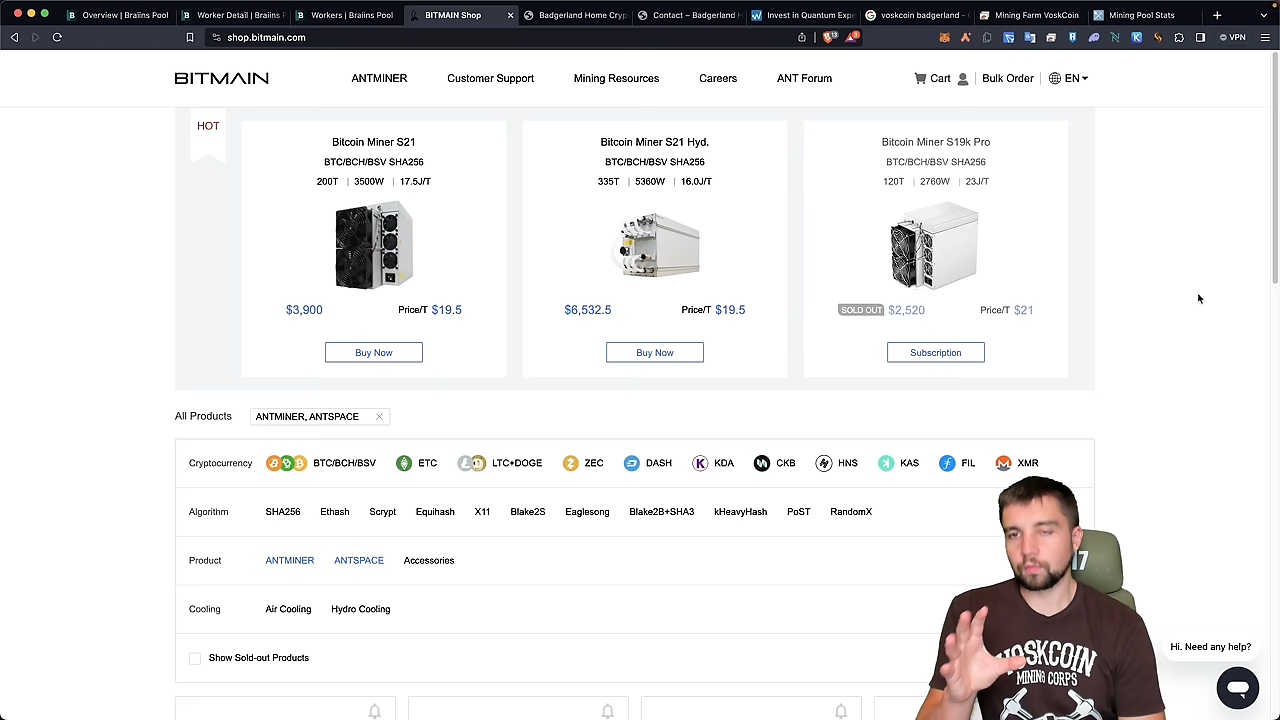 Overview | Braiins Pool
Worker Detail | Braiins P
Workers | Braiins Pool
BITMAIN Shop
Badgerland Home Cryp
Contact – Badgerland H
Invest in Quantum Expe
voskcoin badgerland -
Mining Farm VoskCoin
Mining Pool Stats
shop.bitmain.com
13
3
VPN
BITMAIN
ANTMINER
Customer Support
Mining Resources
Careers
ANT Forum
Cart
Bulk Order
EN
HOT
Bitcoin Miner S21
BTC/BCH/BSV SHA256
200T | 3500W | 17.5J/T
$3,900 Price/T $19.5
Buy Now
Bitcoin Miner S21 Hyd.
BTC/BCH/BSV SHA256
335T | 5360W | 16.0J/T
$6,532.5 Price/T $19.5
Buy Now
Bitcoin Miner S19k Pro
BTC/BCH/BSV SHA256
120T | 2760W | 23J/T
SOLD OUT $2,520 Price/T $21
Subscription
All Products ANTMINER, ANTSPACE
Cryptocurrency BTC/BCH/BSV ETC LTC+DOGE ZEC DASH KDA CKB HNS KAS FIL XMR
Algorithm SHA256 Ethash Scrypt Equihash X11 Blake2S Eaglesong Blake2B+SHA3 kHeavyHash PoST RandomX
Product ANTMINER ANTSPACE Accessories
Cooling Air Cooling Hydro Cooling
Show Sold-out Products
17
VOSKCOIN
MINING CORPS
Hi. Need any help?